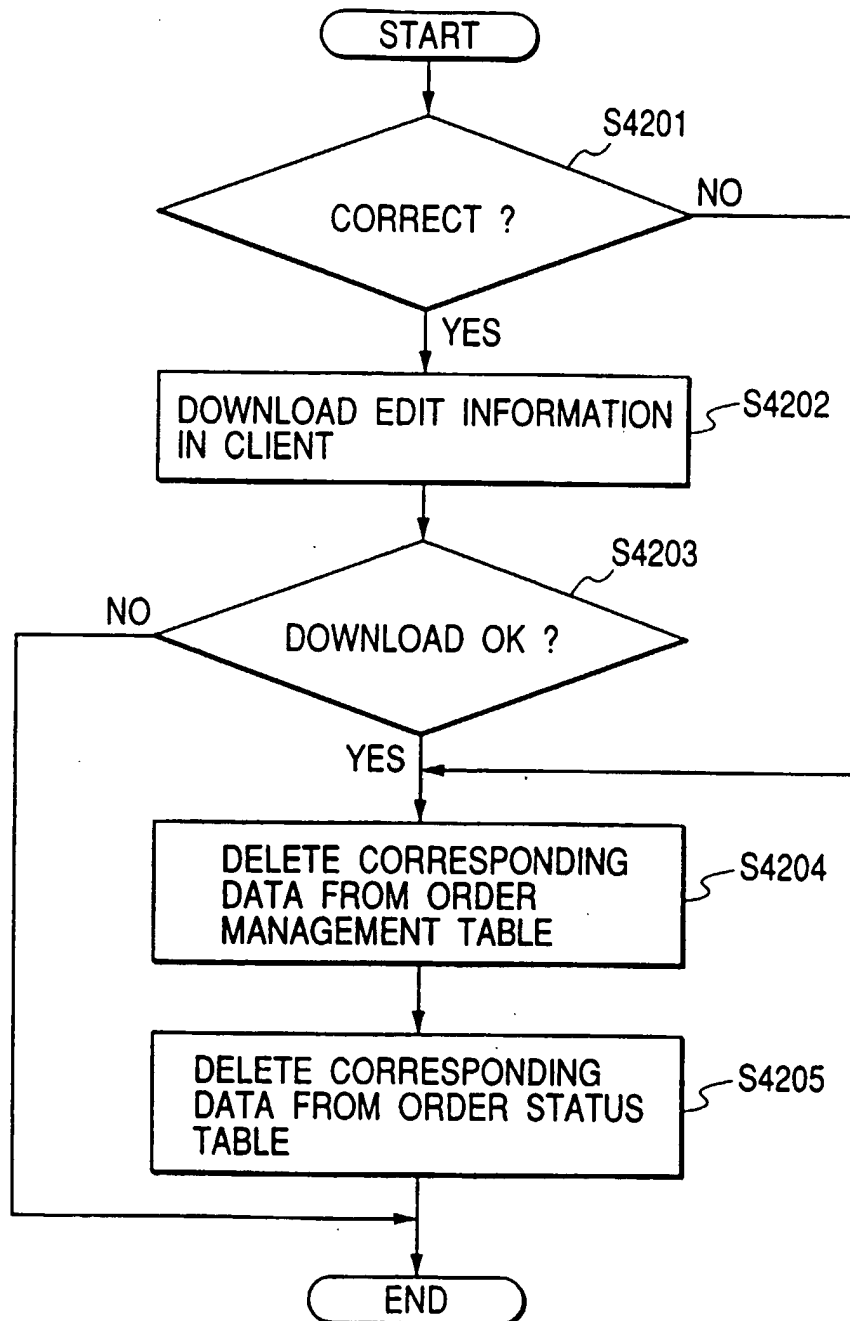 START
S4201
CORRECT ?
NO
YES
DOWNLOAD EDIT INFORMATION
IN CLIENT
S4202
S4203
NO
DOWNLOAD OK ?
YES
DELETE CORRESPONDING
DATA FROM ORDER
MANAGEMENT TABLE
S4204
DELETE CORRESPONDING
DATA FROM ORDER STATUS
TABLE
S4205
END